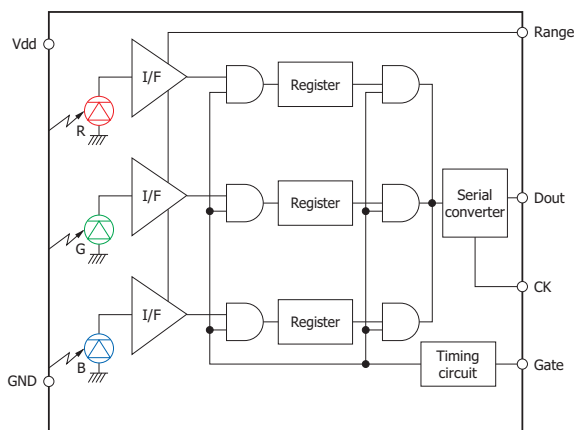 Vdd
Range
I/F
Register
R
I/F
Register
Serial
converter
Dout
G
CK
I/F
Register
Timing
circuit
Gate
B
GND